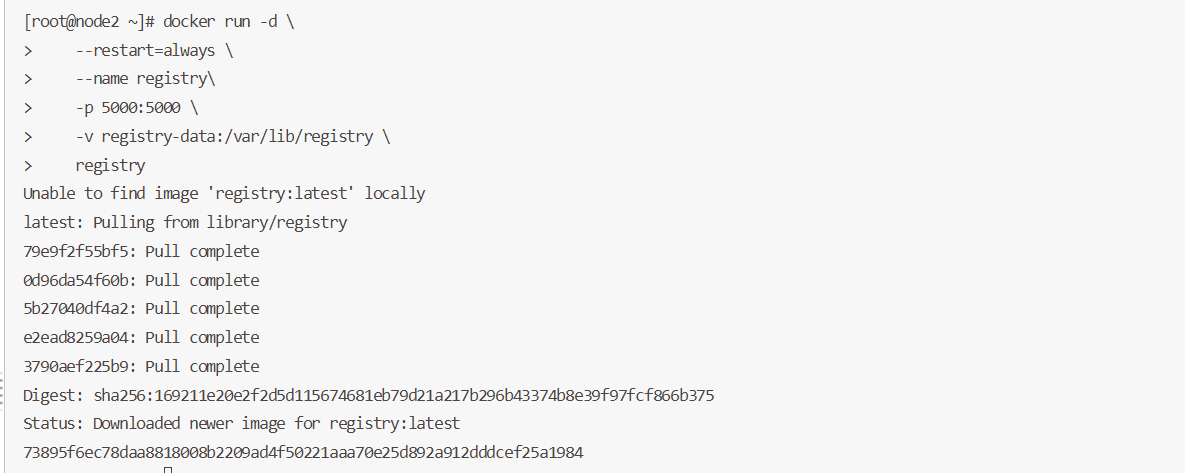 [root@node2 ~]# docker run -d \
>     --restart=always \
>     --name registry\
>     -p 5000:5000 \
>     -v registry-data:/var/lib/registry \
>     registry
Unable to find image 'registry:latest' locally
latest: Pulling from library/registry
79e9f2f55bf5: Pull complete
0d96da54f60b: Pull complete
5b27040df4a2: Pull complete
e2ead8259a04: Pull complete
3790aef225b9: Pull complete
Digest: sha256:169211e20e2f2d5d115674681eb79d21a217b296b43374b8e39f97fcf866b375
Status: Downloaded newer image for registry:latest
73895f6ec78daa8818008b2209ad4f50221aaa70e25d892a912dddcef25a1984